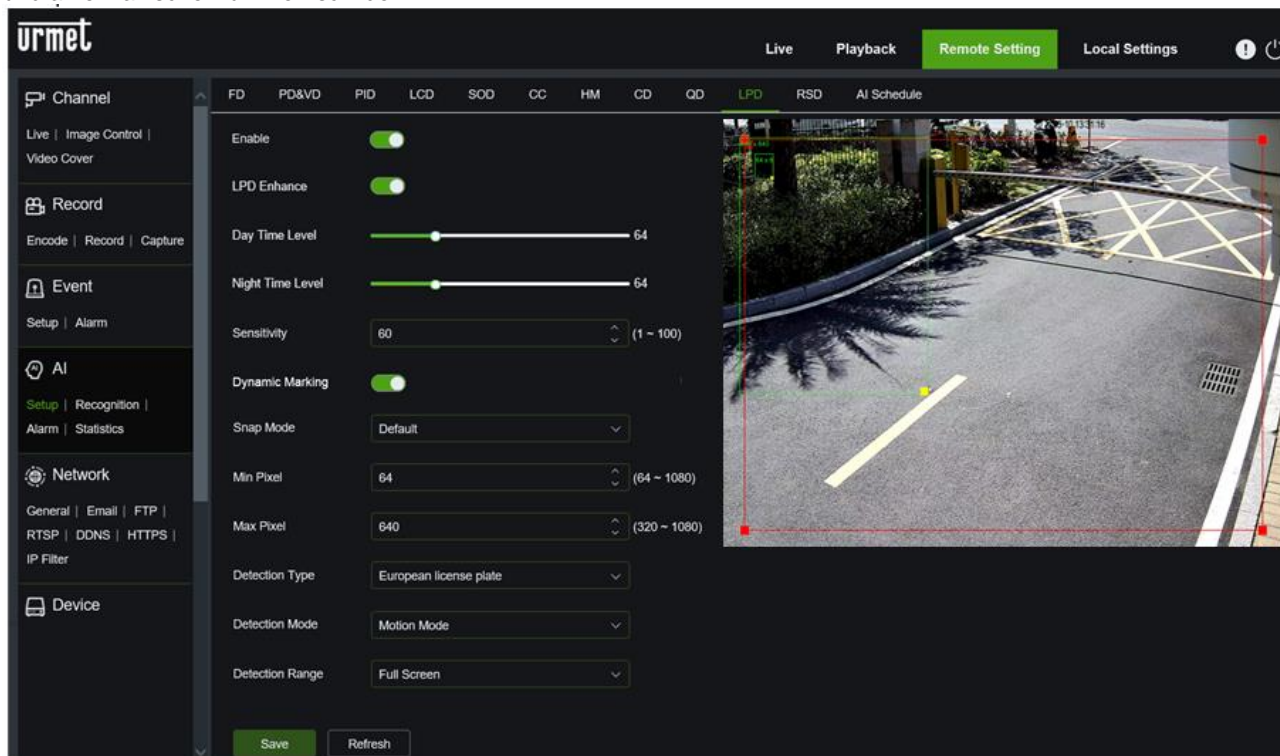 urmet
Live Playback Remote Setting Local Settings
Channel
Live | Image Control |
Video Cover
Record
Encode | Record | Capture
Event
Setup | Alarm
AI
Setup | Recognition |
Alarm | Statistics
Network
General | Email | FTP |
RTSP | DDNS | HTTPS |
IP Filter
Device
FD PD&VD PID LCD SOD CC HM CD QD LPD RSD AI Schedule
Enable
LPD Enhance
Day Time Level 64
Night Time Level 64
Sensitivity 60 (1 ~ 100)
Dynamic Marking
Snap Mode Default
Min Pixel 64 (64 ~ 1080)
Max Pixel 640 (320 ~ 1080)
Detection Type European license plate
Detection Mode Motion Mode
Detection Range Full Screen
Save Refresh